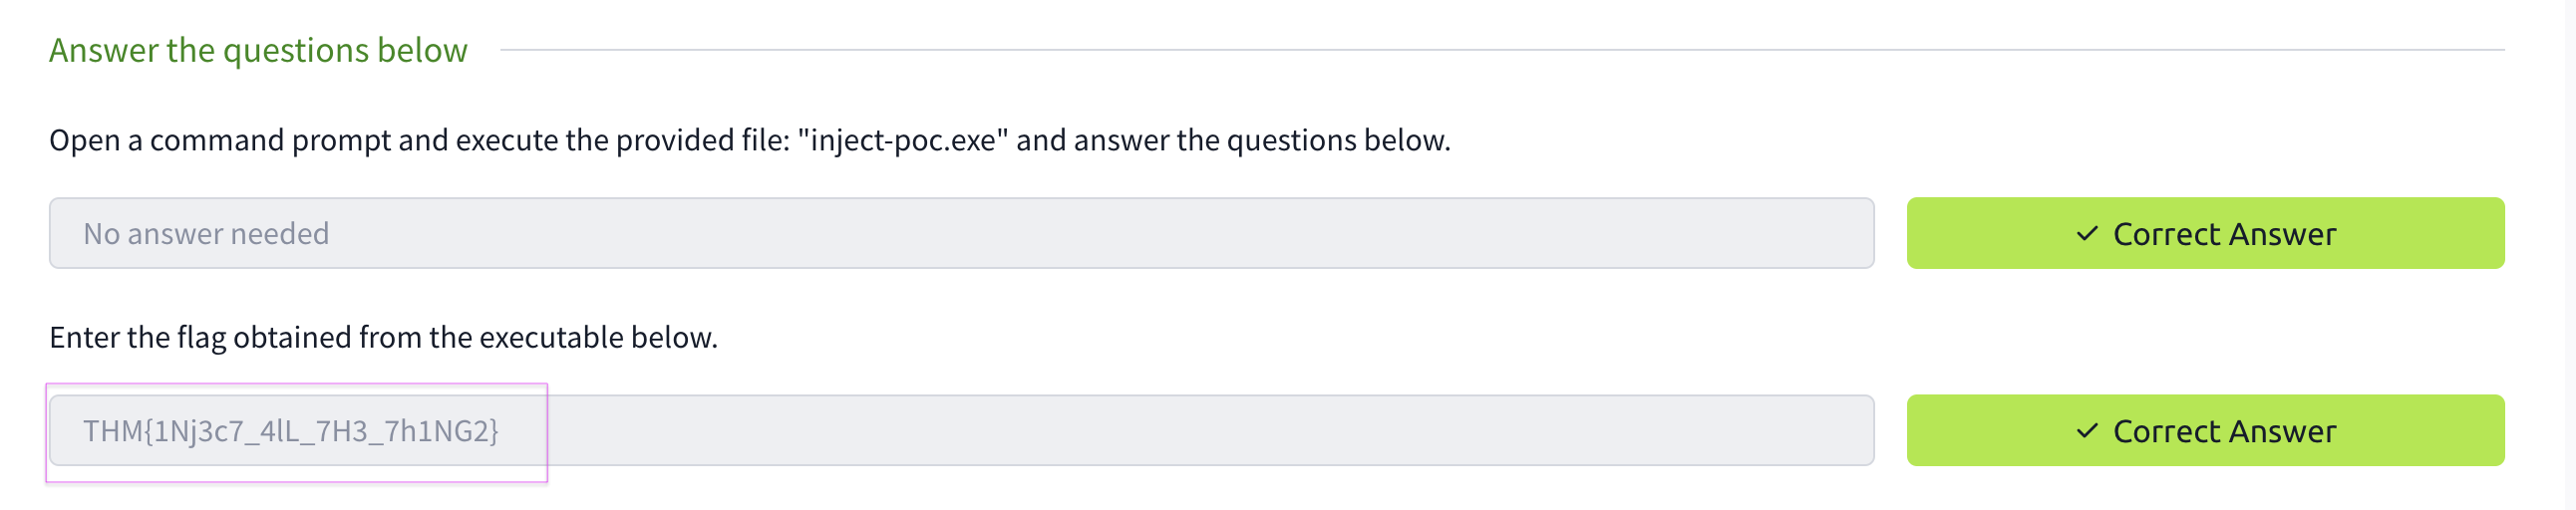 Answer the questions below
Open a command prompt and execute the provided file: "inject-poc.exe" and answer the questions below.
No answer needed
✓ Correct Answer
Enter the flag obtained from the executable below.
THM{1Nj3c7_4lL_7H3_7h1NG2}
✓ Correct Answer